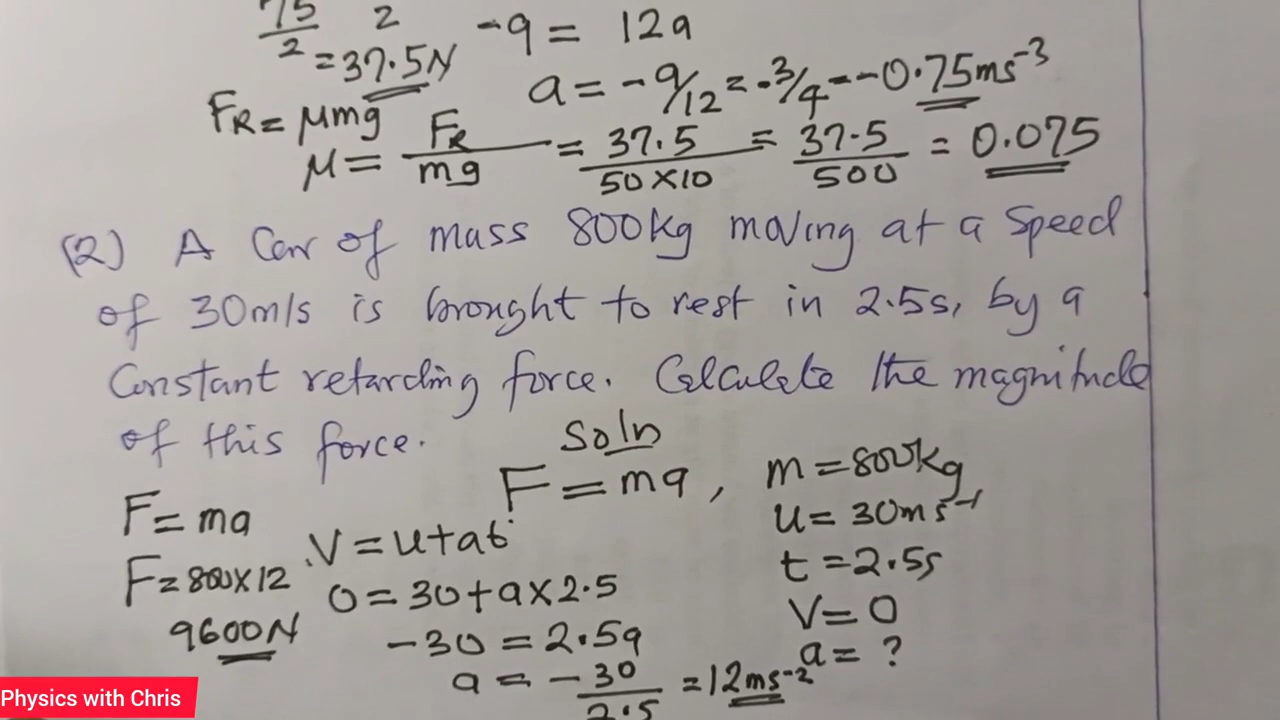 75/2 2 -9 = 12a
= 37.5N
a = -9/12 = -3/4 = -0.75ms⁻³
FR = μmg
μ = FR/mg = 37.5/50×10 = 37.5/500 = 0.075
(2) A Car of mass 800kg moving at a Speed
of 30m/s is brought to rest in 2.5s, by a
Constant retarding force. Calculate the magnitude
of this force.
Soln
F = ma, m = 800kg
F = ma
u = 30ms⁻¹
V = u+at
t = 2.5s
F = 800×12
0 = 30+a×2.5
V = 0
9600N
-30 = 2.5a
a = ?
a = -30/2.5 = 12ms⁻²
Physics with Chris